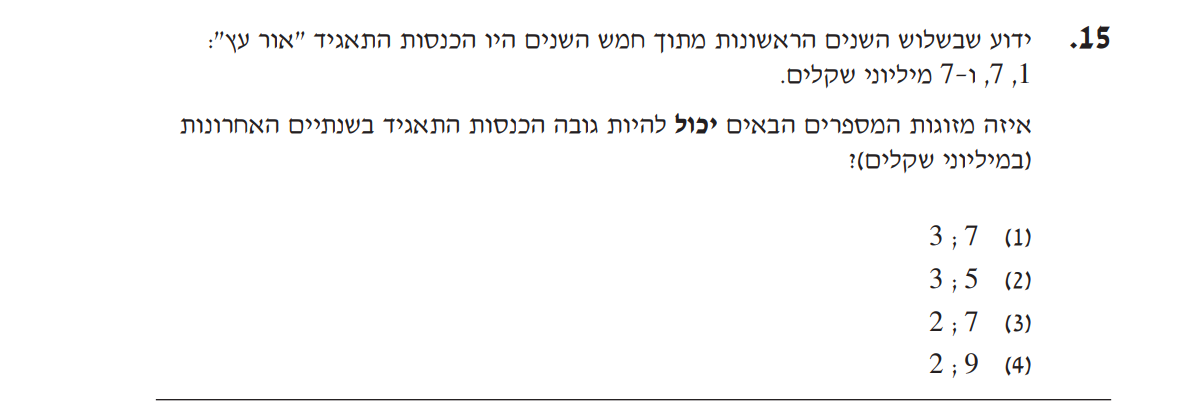 15. ידוע שבשלוש השנים הראשונות מתוך חמש השנים היו הכנסות התאגיד "אור עץ":
1, 7, ו-7 מיליוני שקלים.
איזה מזוגות המספרים הבאים יכול להיות גובה הכנסות התאגיד בשנתיים האחרונות
(במיליוני שקלים)?
(1) 7 ; 3
(2) 5 ; 3
(3) 7 ; 2
(4) 9 ; 2